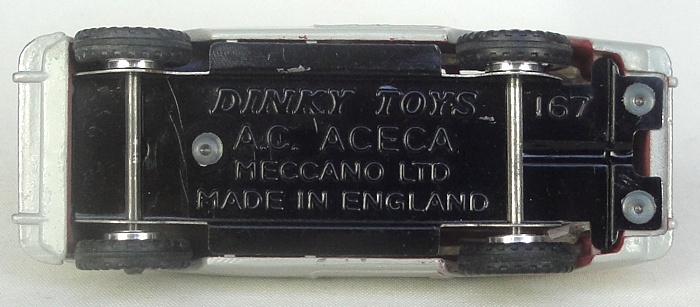 DINKY TOYS 167
A.C. ACECA
MECCANO LTD
MADE IN ENGLAND